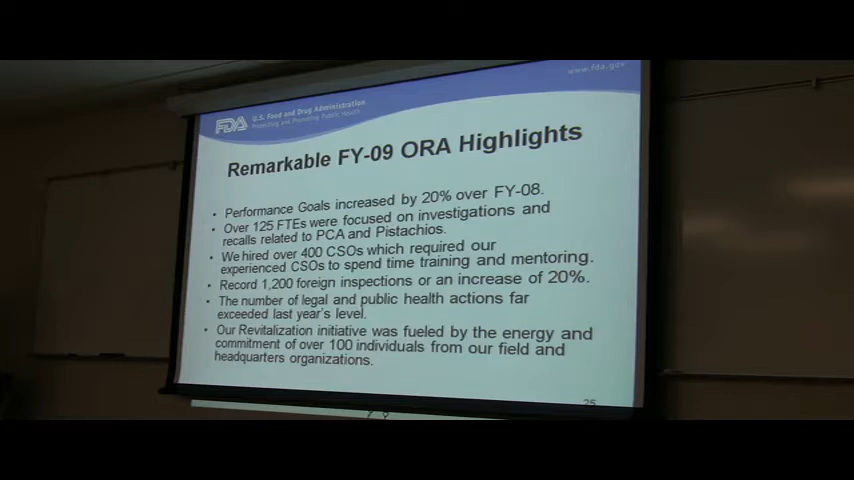 www.fda.gov
FDA U.S. Food and Drug Administration
Protecting and Promoting Public Health
Remarkable FY-09 ORA Highlights
• Performance Goals increased by 20% over FY-08.
• Over 125 FTEs were focused on investigations and
recalls related to PCA and Pistachios.
• We hired over 400 CSOs which required our
experienced CSOs to spend time training and mentoring.
• Record 1,200 foreign inspections or an increase of 20%.
• The number of legal and public health actions far
exceeded last year's level.
• Our Revitalization initiative was fueled by the energy and
commitment of over 100 individuals from our field and
headquarters organizations.
25